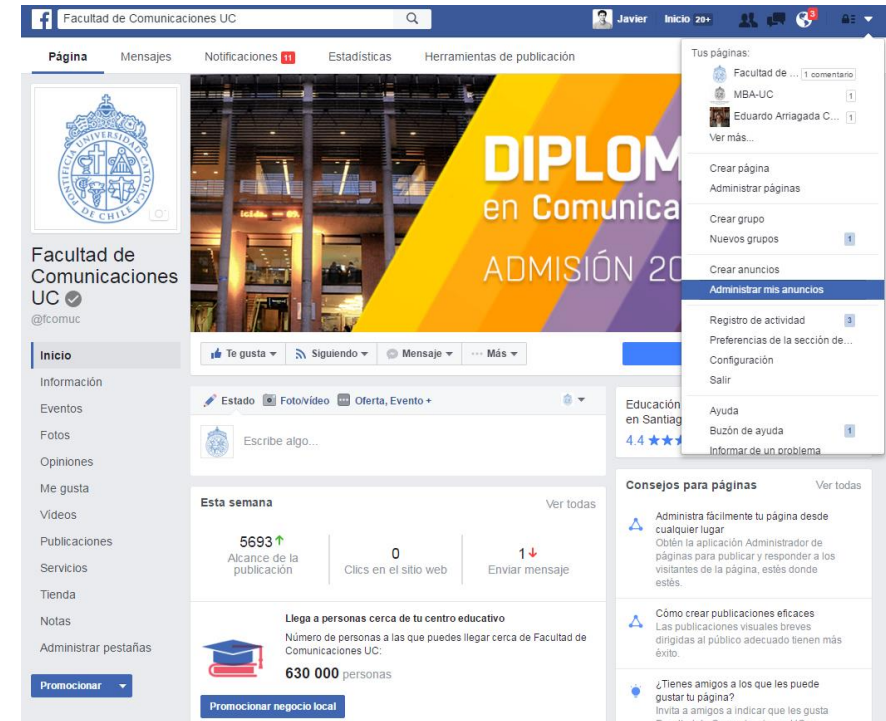 Facultad de Comunicaciones UC
Javier Inicio 20+ 3
Página Mensajes Notificaciones 11 Estadísticas Herramientas de publicación
Tus páginas:
Facultad de ... 1 comentario
MBA-UC 1
Eduardo Arriagada C... 1
Ver más...
Crear página
Administrar páginas
Crear grupo
Nuevos grupos 1
Crear anuncios
Administrar mis anuncios
Registro de actividad 3
Preferencias de la sección de...
Configuración
Salir
Ayuda
Buzón de ayuda 1
Informar de un problema
DIPLOM
en Comunica
ADMISIÓN 20
Facultad de
Comunicaciones
UC
@fcomuc
Inicio
Información
Eventos
Fotos
Opiniones
Me gusta
Videos
Publicaciones
Servicios
Tienda
Notas
Administrar pestañas
Promocionar
Te gusta Siguiendo Mensaje ··· Más
Estado Foto/vídeo Oferta, Evento +
Escribe algo...
Esta semana Ver todas
5693
Alcance de la
publicación
0
Clics en el sitio web
1
Enviar mensaje
Llega a personas cerca de tu centro educativo
Número de personas a las que puedes llegar cerca de Facultad de
Comunicaciones UC:
630 000 personas
Promocionar negocio local
Educación
en Santiag
4.4
Consejos para páginas Ver todas
Administra fácilmente tu página desde
cualquier lugar
Obtén la aplicación Administrador de
páginas para publicar y responder a los
visitantes de la página, estés donde
estés.
Cómo crear publicaciones eficaces
Las publicaciones visuales breves
dirigidas al público adecuado tienen más
éxito.
¿Tienes amigos a los que les puede
gustar tu página?
Invita a amigos a indicar que les gusta